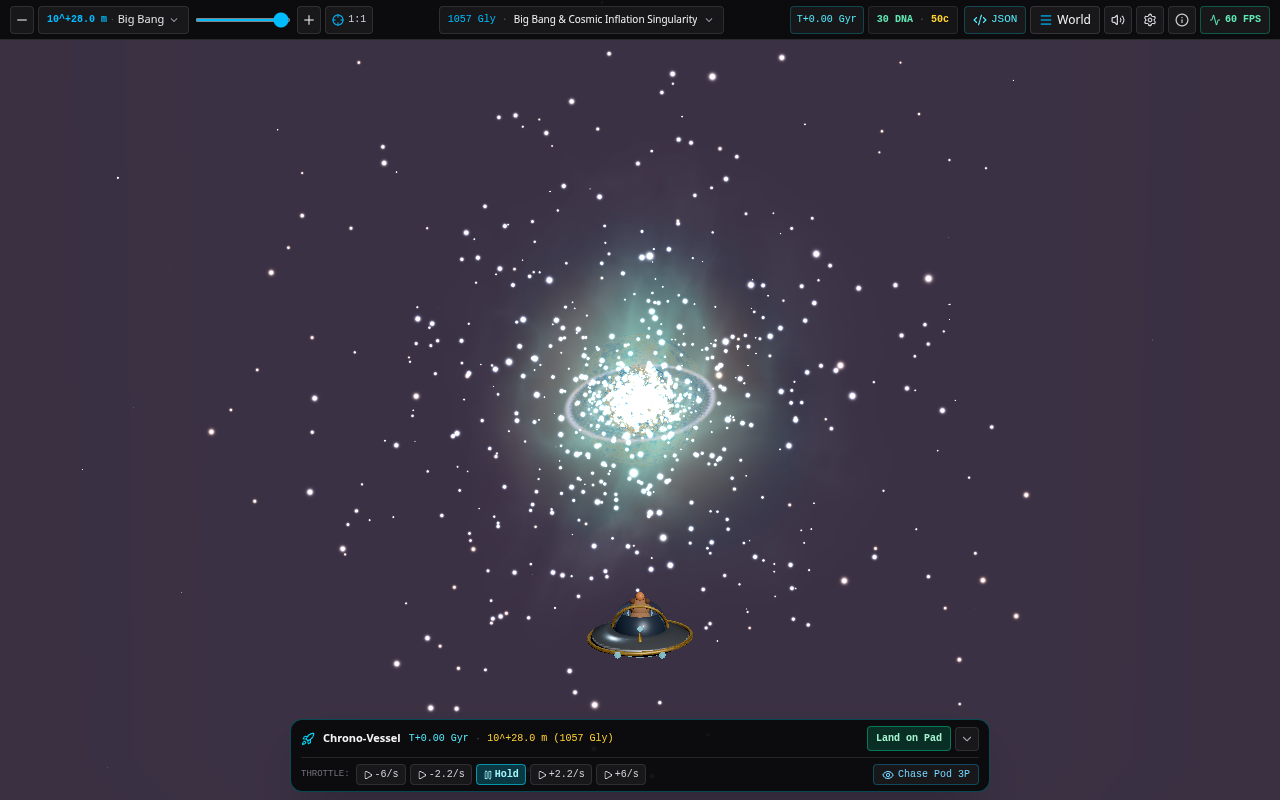 10^+28.0 m · Big Bang
1:1
1057 Gly · Big Bang & Cosmic Inflation Singularity
T+0.00 Gyr
30 DNA · 50c
JSON
World
60 FPS
Chrono-Vessel T+0.00 Gyr · 10^+28.0 m (1057 Gly)
Land on Pad
THROTTLE: -6/s -2.2/s Hold +2.2/s +6/s
Chase Pod 3P